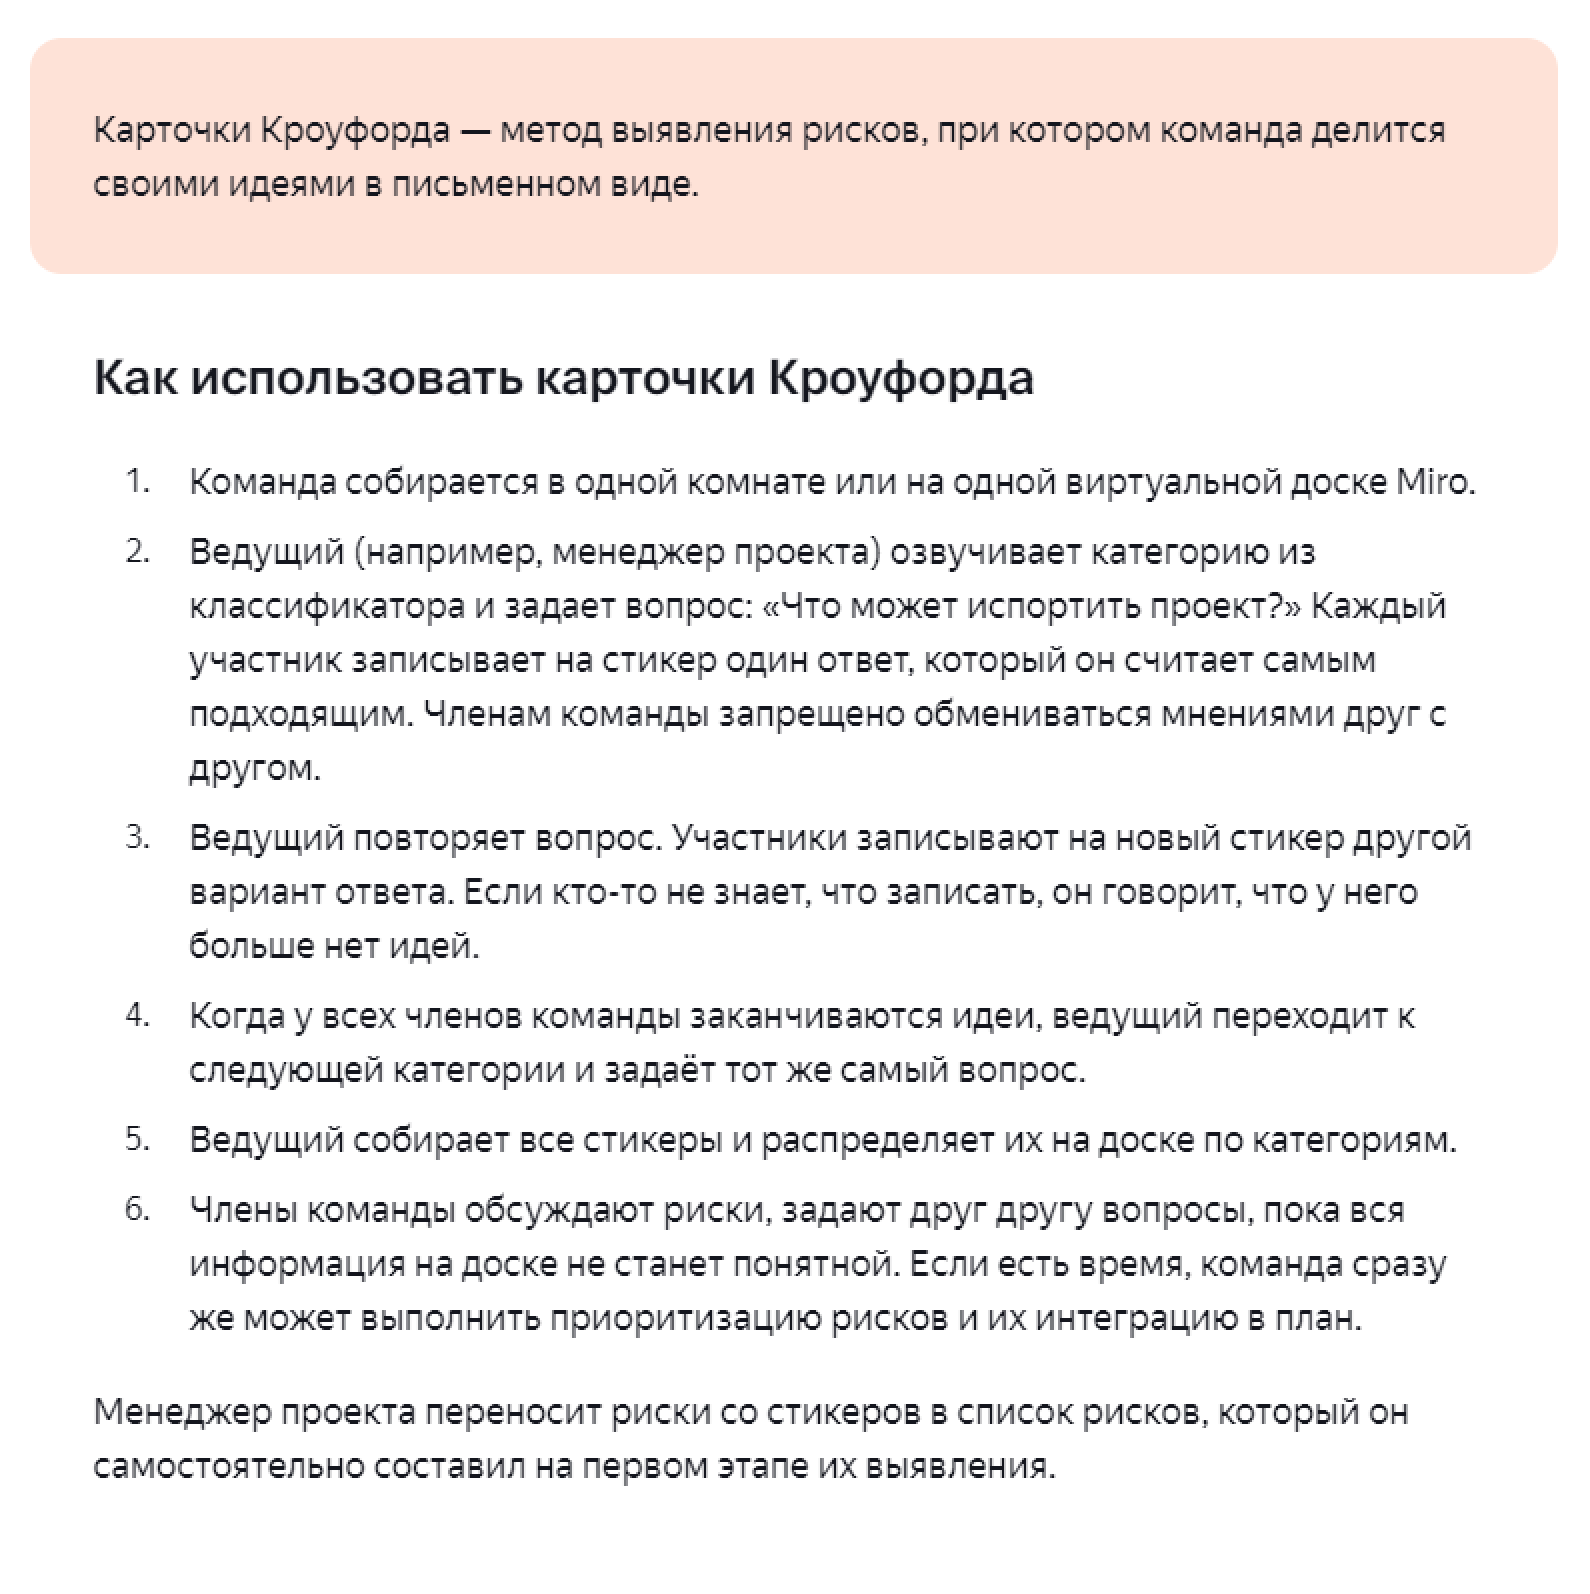 Карточки Кроуфорда — метод выявления рисков, при котором команда делится
своими идеями в письменном виде.
Как использовать карточки Кроуфорда
1. Команда собирается в одной комнате или на одной виртуальной доске Miro.
2. Ведущий (например, менеджер проекта) озвучивает категорию из
классификатора и задает вопрос: «Что может испортить проект?» Каждый
участник записывает на стикер один ответ, который он считает самым
подходящим. Членам команды запрещено обмениваться мнениями друг с
другом.
3. Ведущий повторяет вопрос. Участники записывают на новый стикер другой
вариант ответа. Если кто-то не знает, что записать, он говорит, что у него
больше нет идей.
4. Когда у всех членов команды заканчиваются идеи, ведущий переходит к
следующей категории и задаёт тот же самый вопрос.
5. Ведущий собирает все стикеры и распределяет их на доске по категориям.
6. Члены команды обсуждают риски, задают друг другу вопросы, пока вся
информация на доске не станет понятной. Если есть время, команда сразу
же может выполнить приоритизацию рисков и их интеграцию в план.
Менеджер проекта переносит риски со стикеров в список рисков, который он
самостоятельно составил на первом этапе их выявления.